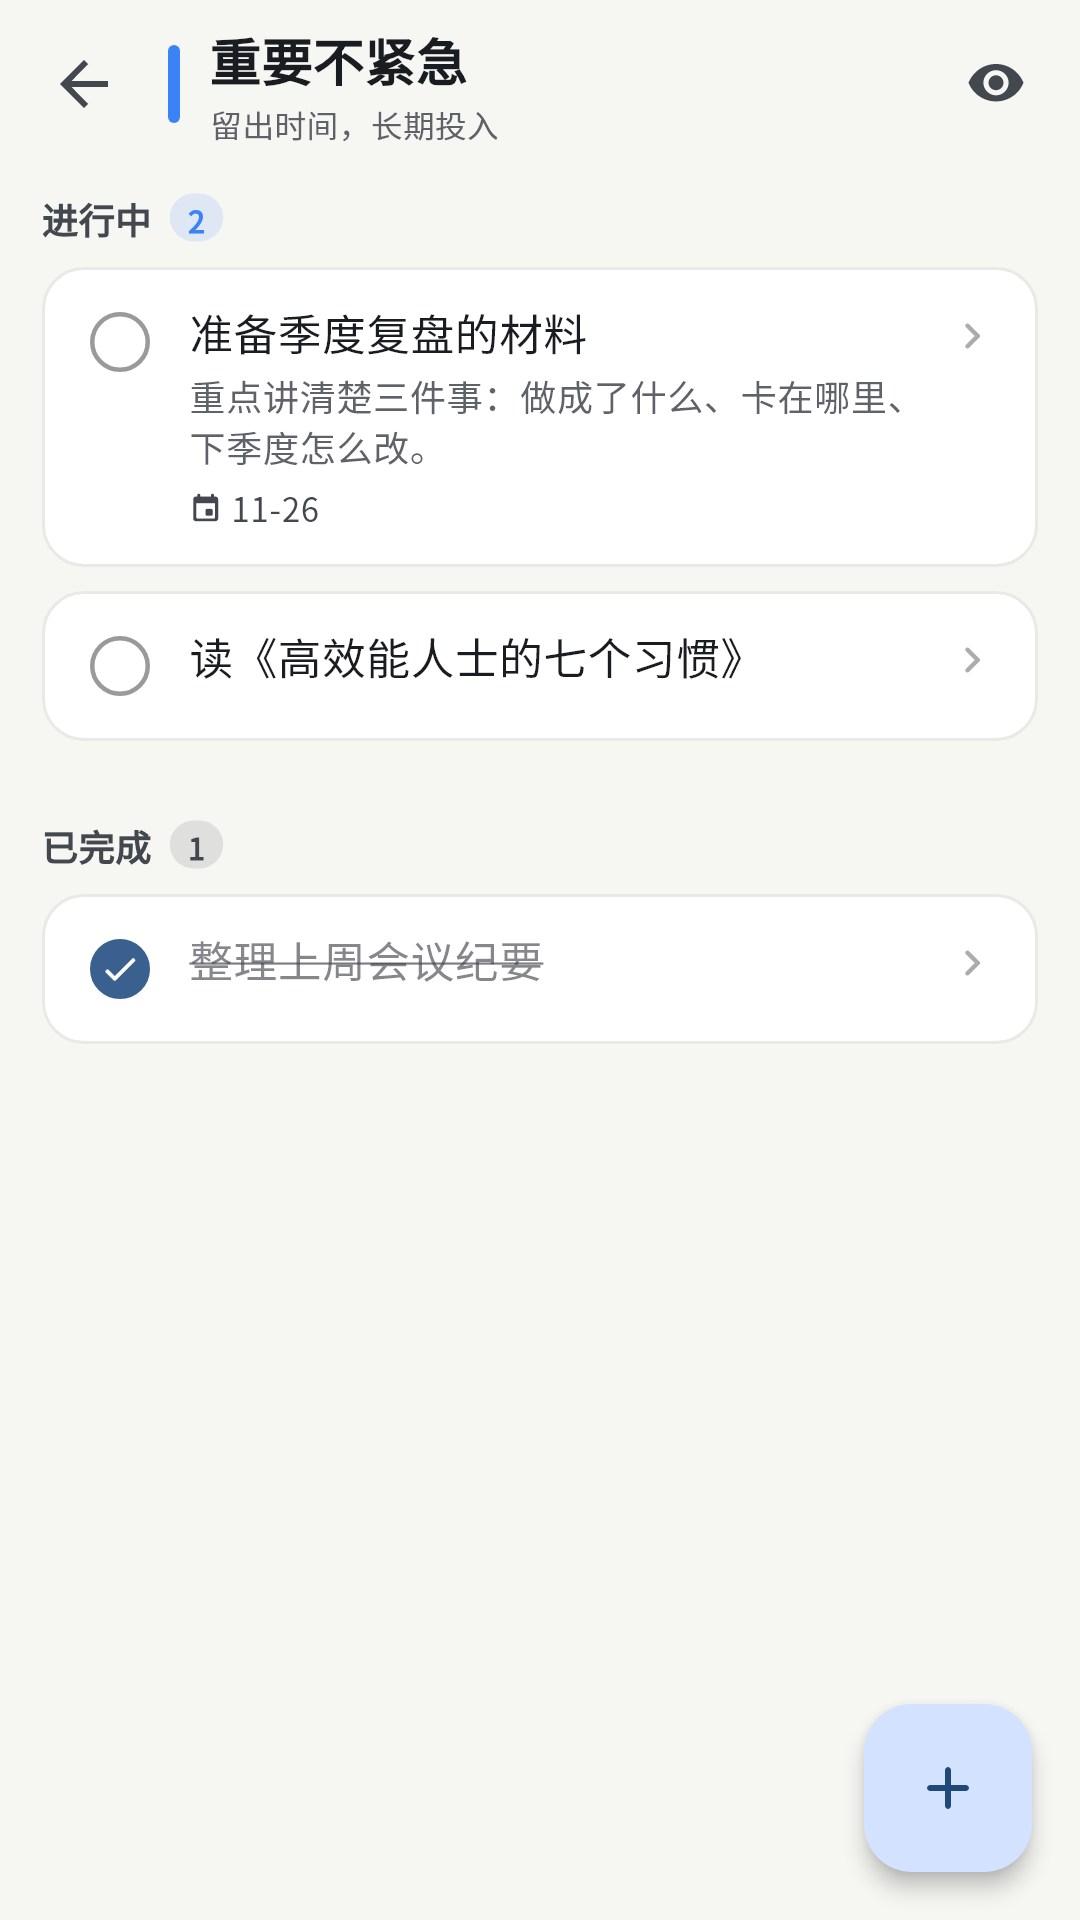 重要不紧急
留出时间，长期投入
进行中 2
准备季度复盘的材料
重点讲清楚三件事：做成了什么、卡在哪里、
下季度怎么改。
11-26
读《高效能人士的七个习惯》
已完成 1
整理上周会议纪要